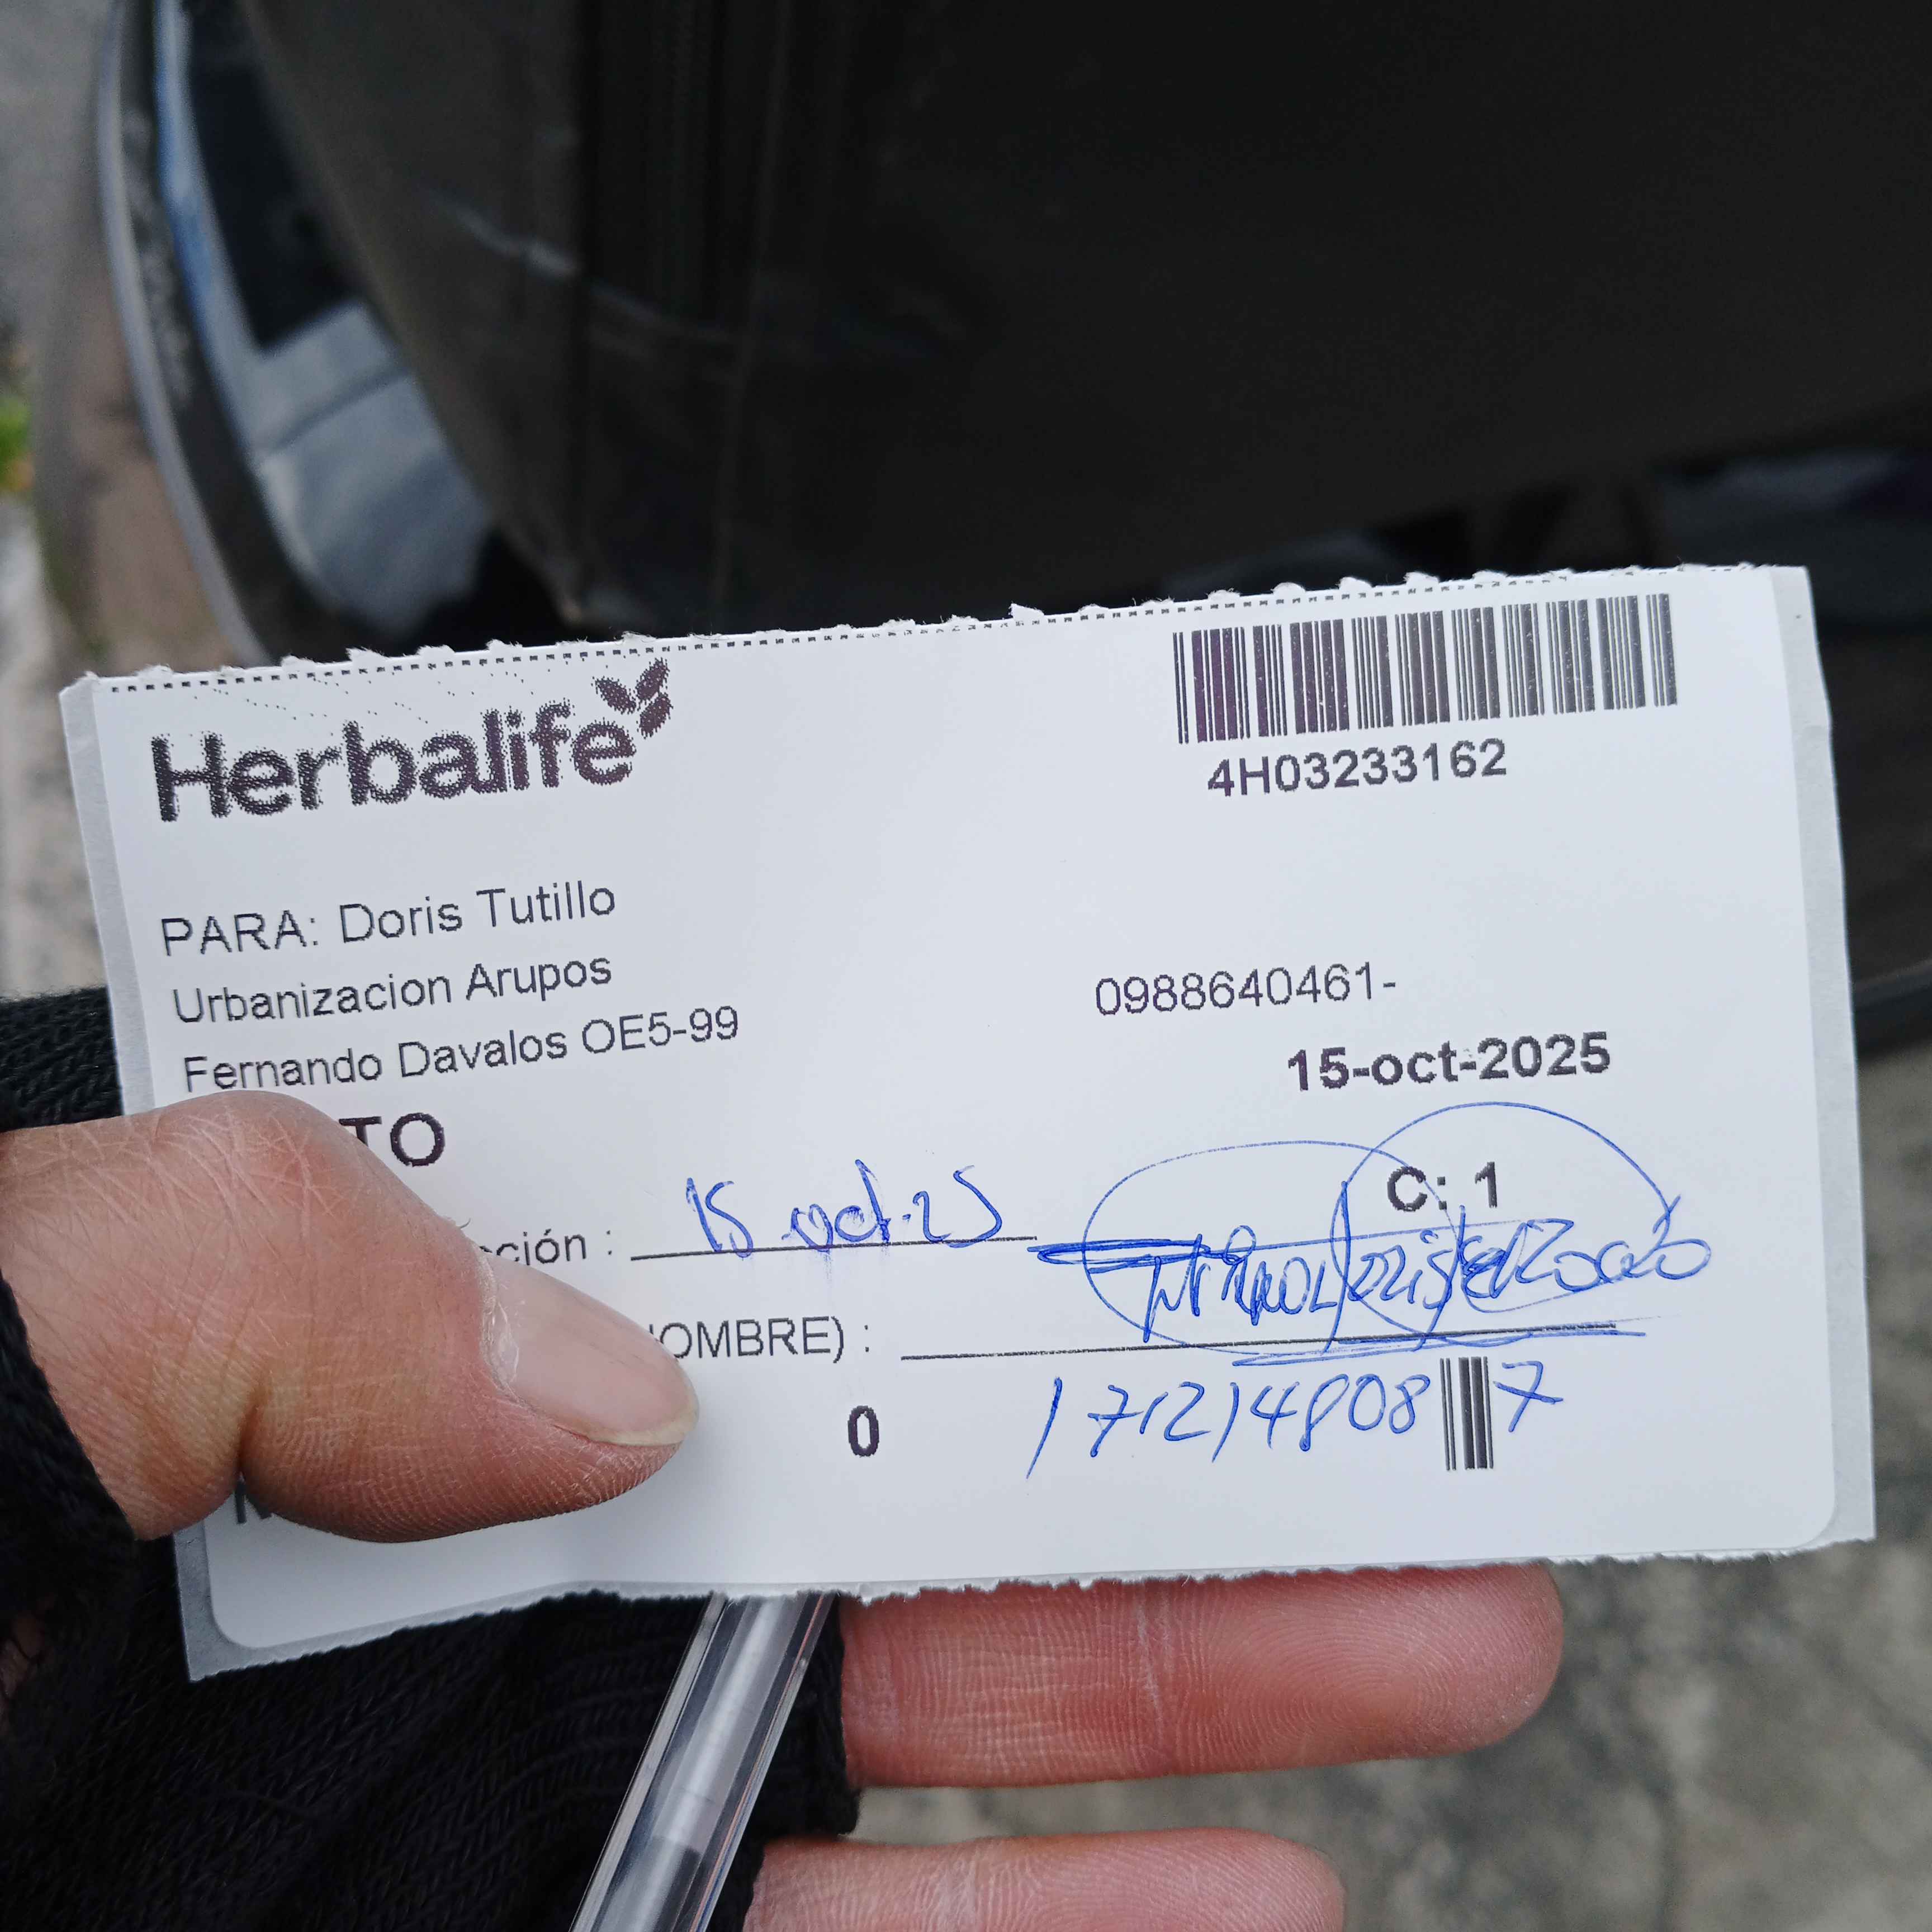 Herbalife
4H03233162
PARA: Doris Tutillo
Urbanizacion Arupos
Fernando Davalos OE5-99
0988640461-
15-oct-2025
TO
C: 1
ción : 15 oct. 25
OMBRE) :
0
1712148087